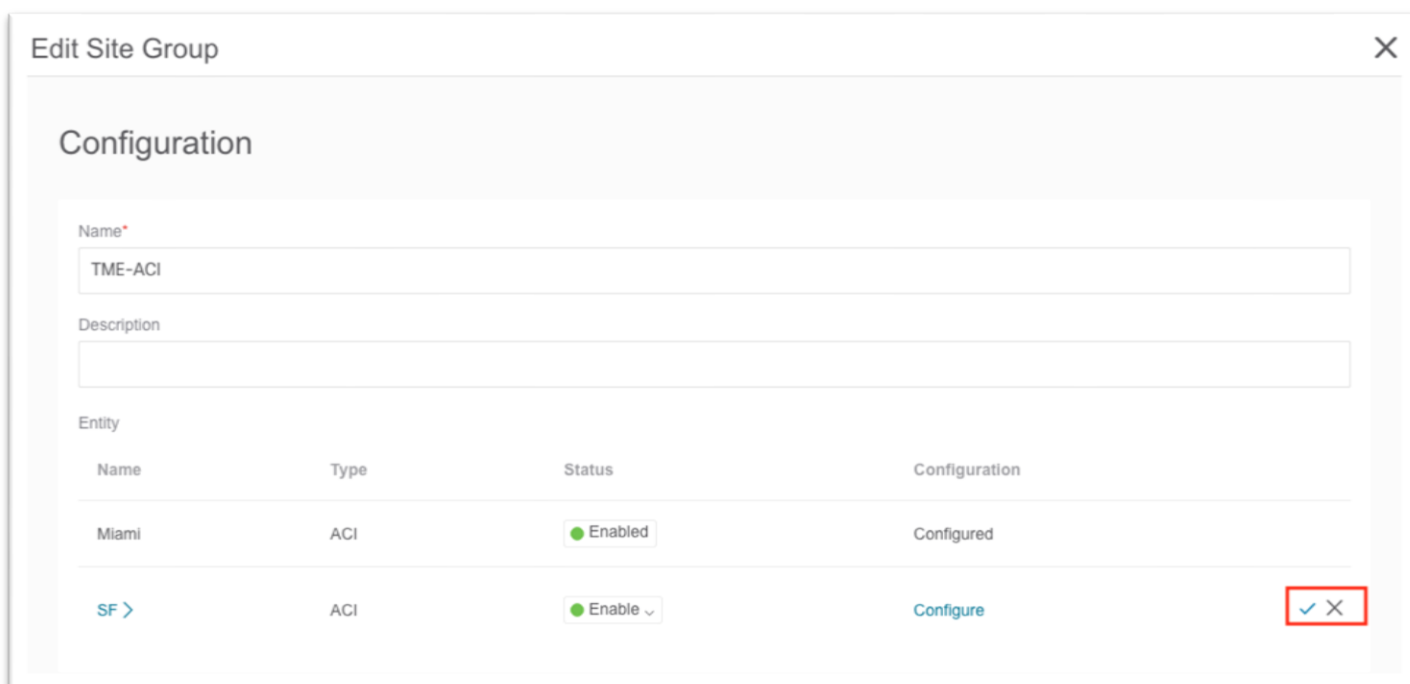 Edit Site Group
Configuration
Name*
TME-ACI
Description
Entity
Name Type Status Configuration
Miami ACI Enabled Configured
SF ACI Enable Configure